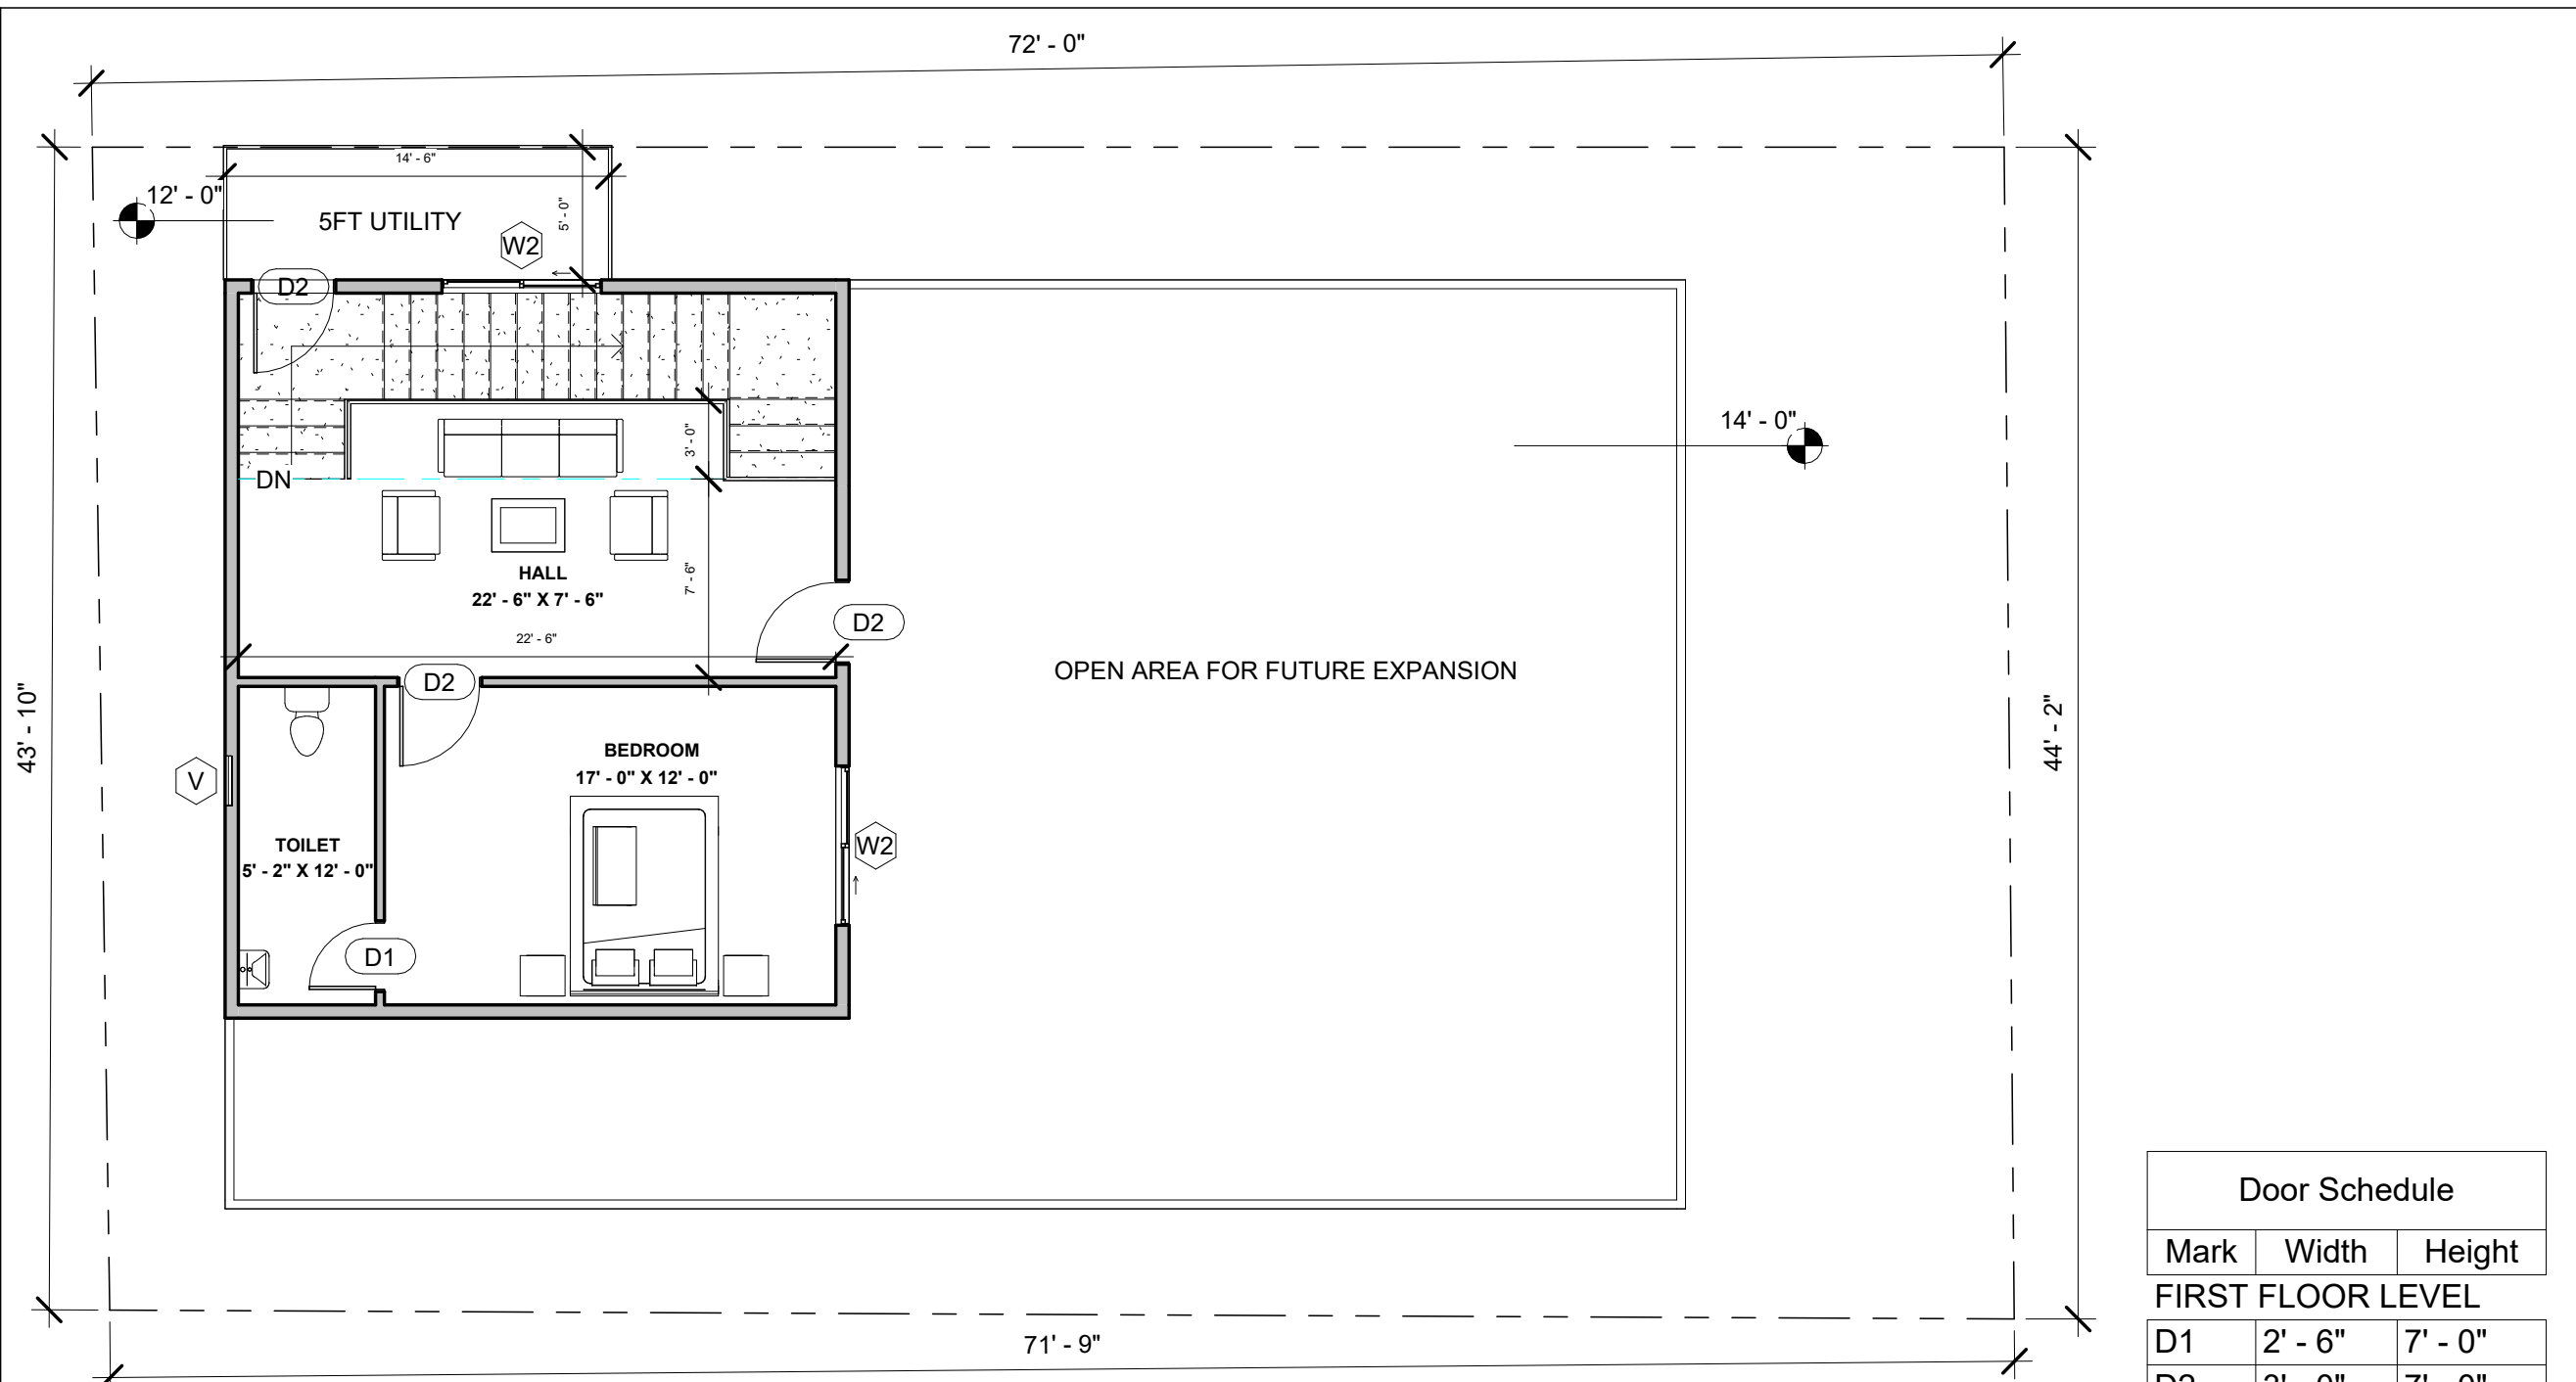 72' - 0"
14' - 6"
12' - 0"
5FT UTILITY
5' - 0"
W2
D2
14' - 0"
3' - 0"
DN
HALL
22' - 6" X 7' - 6"
7' - 6"
22' - 6"
D2
D2
OPEN AREA FOR FUTURE EXPANSION
43' - 10"
44' - 2"
BEDROOM
17' - 0" X 12' - 0"
V
TOILET
5' - 2" X 12' - 0"
W2
D1
71' - 9"
Door Schedule
Mark Width Height
FIRST FLOOR LEVEL
D1 2' - 6" 7' - 0"